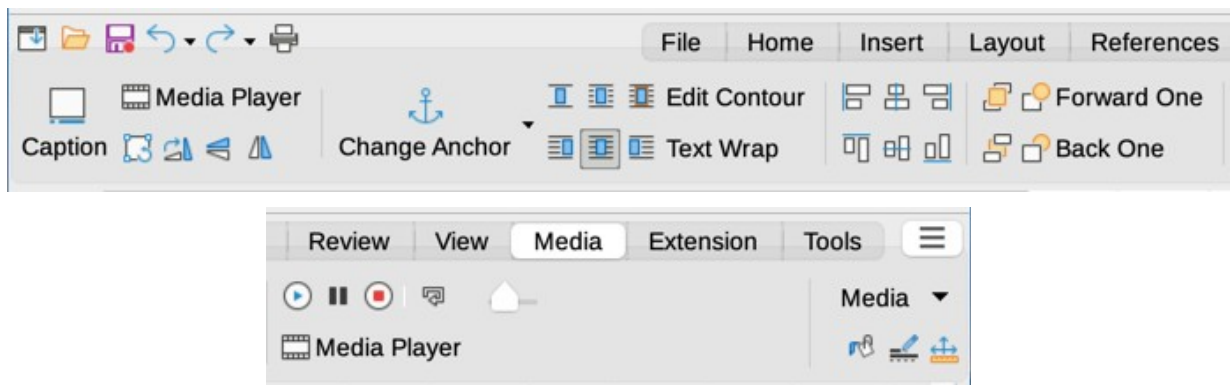 File Home Insert Layout References
Media Player Edit Contour Forward One
Caption Change Anchor Text Wrap Back One
Review View Media Extension Tools
Media
Media Player